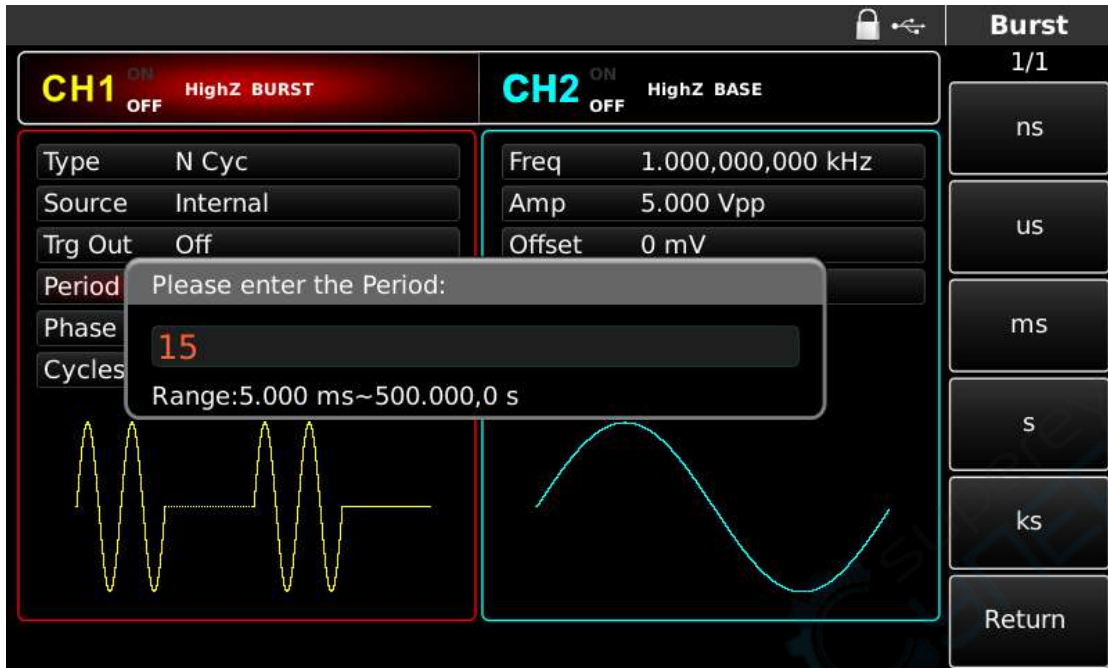 Burst
1/1
CH1 ON OFF HighZ BURST
CH2 ON OFF HighZ BASE
Type N Cyc
Source Internal
Trg Out Off
Period
Phase
Cycles
Freq 1.000,000,000 kHz
Amp 5.000 Vpp
Offset 0 mV
Please enter the Period:
15
Range:5.000 ms~500.000,0 s
ns
us
ms
s
ks
Return